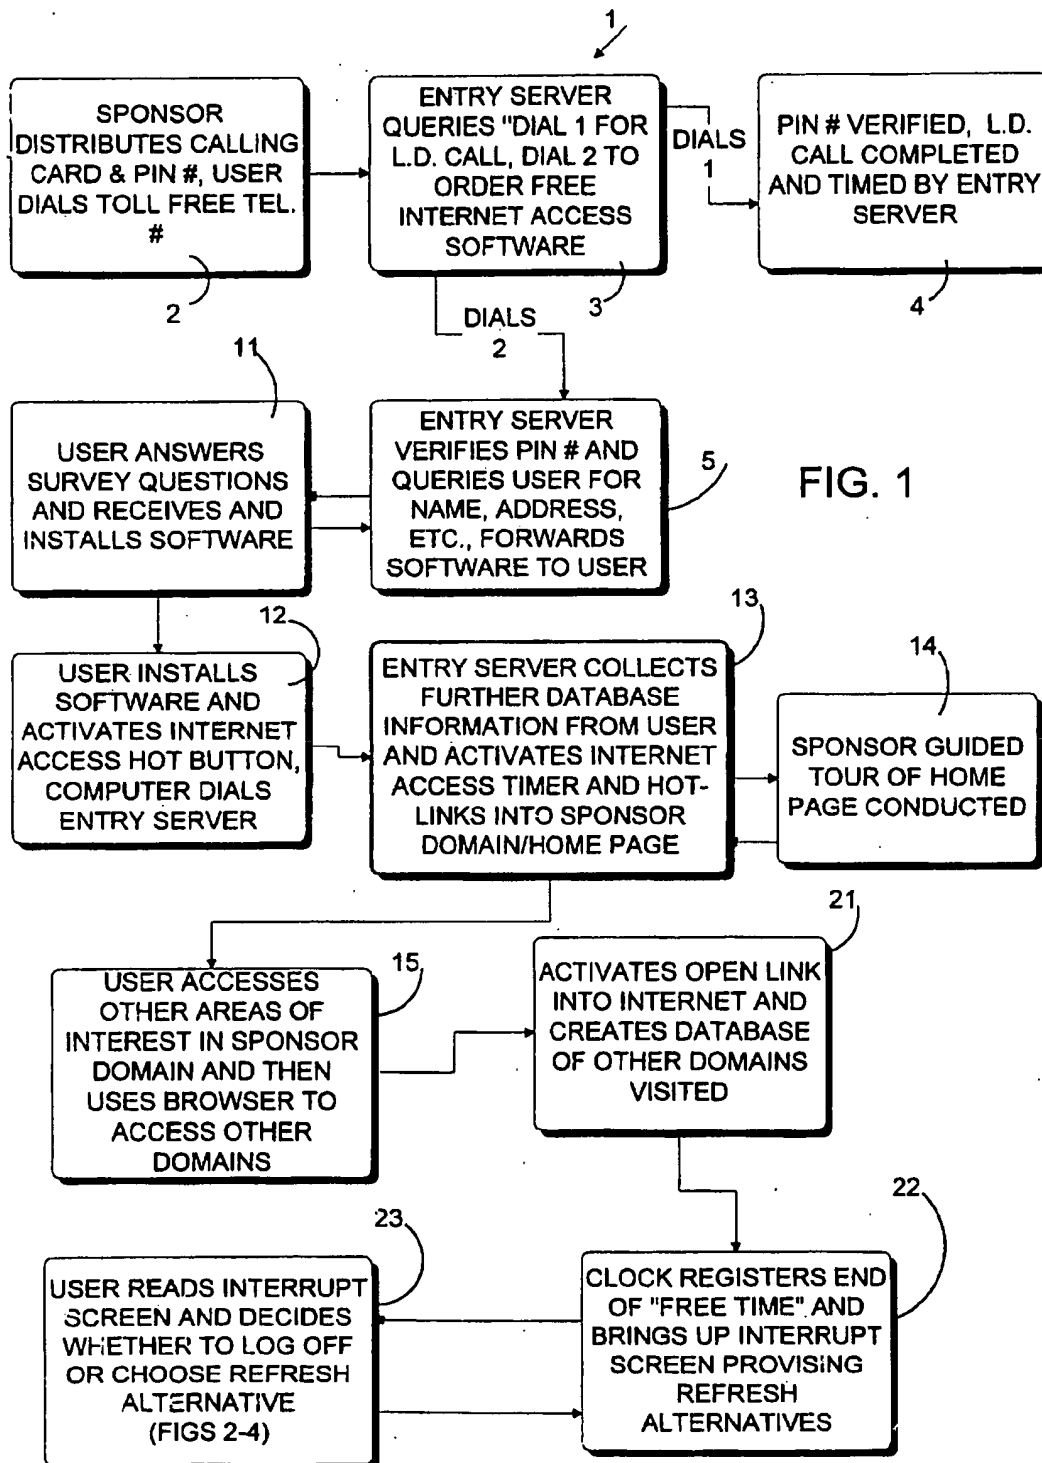 1
SPONSOR
DISTRIBUTES CALLING
CARD & PIN #, USER
DIALS TOLL FREE TEL.
#
2
ENTRY SERVER
QUERIES "DIAL 1 FOR
L.D. CALL, DIAL 2 TO
ORDER FREE
INTERNET ACCESS
SOFTWARE
3
DIALS
1
PIN # VERIFIED, L.D.
CALL COMPLETED
AND TIMED BY ENTRY
SERVER
4
DIALS
2
11
USER ANSWERS
SURVEY QUESTIONS
AND RECEIVES AND
INSTALLS SOFTWARE
ENTRY SERVER
VERIFIES PIN # AND
QUERIES USER FOR
NAME, ADDRESS,
ETC., FORWARDS
SOFTWARE TO USER
5
FIG. 1
12
USER INSTALLS
SOFTWARE AND
ACTIVATES INTERNET
ACCESS HOT BUTTON,
COMPUTER DIALS
ENTRY SERVER
13
ENTRY SERVER COLLECTS
FURTHER DATABASE
INFORMATION FROM USER
AND ACTIVATES INTERNET
ACCESS TIMER AND HOT-
LINKS INTO SPONSOR
DOMAIN/HOME PAGE
14
SPONSOR GUIDED
TOUR OF HOME
PAGE CONDUCTED
15
USER ACCESSES
OTHER AREAS OF
INTEREST IN SPONSOR
DOMAIN AND THEN
USES BROWSER TO
ACCESS OTHER
DOMAINS
21
ACTIVATES OPEN LINK
INTO INTERNET AND
CREATES DATABASE
OF OTHER DOMAINS
VISITED
23
USER READS INTERRUPT
SCREEN AND DECIDES
WHETHER TO LOG OFF
OR CHOOSE REFRESH
ALTERNATIVE
(FIGS 2-4)
22
CLOCK REGISTERS END
OF "FREE TIME" AND
BRINGS UP INTERRUPT
SCREEN PROVISING
REFRESH
ALTERNATIVES